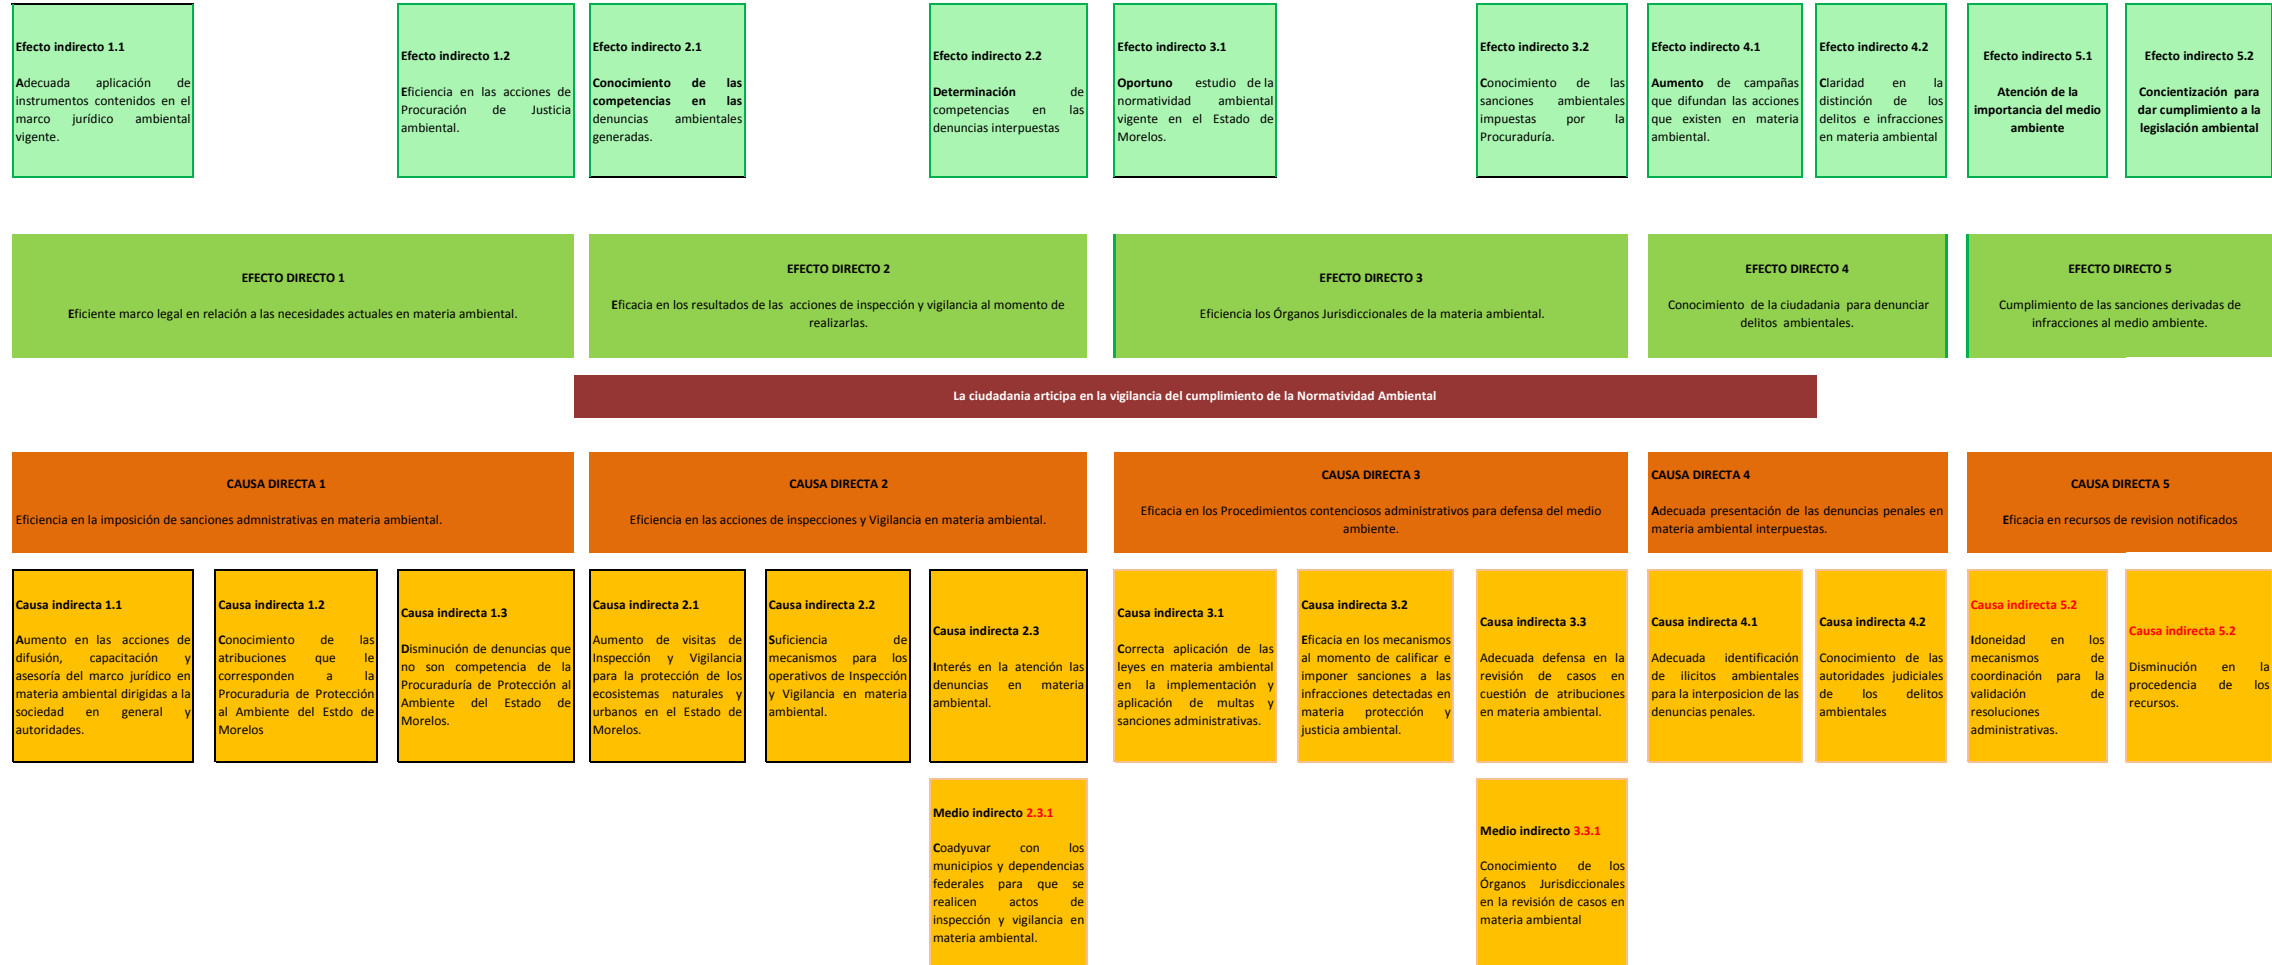 Efecto indirecto 1.1
Adecuada aplicación de
instrumentos contenidos en el
marco jurídico ambiental
vigente.
Efecto indirecto 1.2
Eficiencia en las acciones de
Procuración de Justicia
ambiental.
Efecto indirecto 2.1
Conocimiento de las
competencias en las
denuncias ambientales
generadas.
Efecto indirecto 2.2
Determinación de
competencias en las
denuncias interpuestas
Efecto indirecto 3.1
Oportuno estudio de la
normatividad ambiental
vigente en el Estado de
Morelos.
Efecto indirecto 3.2
Conocimiento de las
sanciones ambientales
impuestas por la
Procuraduría.
Efecto indirecto 4.1
Aumento de campañas
que difundan las acciones
que existen en materia
ambiental.
Efecto indirecto 4.2
Claridad en la
distinción de los
delitos e infracciones
en materia ambiental
Efecto indirecto 5.1
Atención de la
importancia del medio
ambiente
Efecto indirecto 5.2
Concientización para
dar cumplimiento a la
legislación ambiental
EFECTO DIRECTO 1
Eficiente marco legal en relación a las necesidades actuales en materia ambiental.
EFECTO DIRECTO 2
Eficacia en los resultados de las acciones de inspección y vigilancia al momento de
realizarlas.
EFECTO DIRECTO 3
Eficiencia los Órganos Jurisdiccionales de la materia ambiental.
EFECTO DIRECTO 4
Conocimiento de la ciudadania para denunciar
delitos ambientales.
EFECTO DIRECTO 5
Cumplimiento de las sanciones derivadas de
infracciones al medio ambiente.
La ciudadania articipa en la vigilancia del cumplimiento de la Normatividad Ambiental
CAUSA DIRECTA 1
Eficiencia en la imposición de sanciones admnistrativas en materia ambiental.
CAUSA DIRECTA 2
Eficiencia en las acciones de inspecciones y Vigilancia en materia ambiental.
CAUSA DIRECTA 3
Eficacia en los Procedimientos contenciosos administrativos para defensa del medio
ambiente.
CAUSA DIRECTA 4
Adecuada presentación de las denuncias penales en
materia ambiental interpuestas.
CAUSA DIRECTA 5
Eficacia en recursos de revision notificados
Causa indirecta 1.1
Aumento en las acciones de
difusión, capacitación y
asesoría del marco jurídico en
materia ambiental dirigidas a la
sociedad en general y
autoridades.
Causa indirecta 1.2
Conocimiento de las
atribuciones que le
corresponden a la
Procuraduria de Protección
al Ambiente del Estdo de
Morelos
Causa indirecta 1.3
Disminución de denuncias que
no son competencia de la
Procuraduría de Protección al
Ambiente del Estado de
Morelos.
Causa indirecta 2.1
Aumento de visitas de
Inspección y Vigilancia
para la protección de los
ecosistemas naturales y
urbanos en el Estado de
Morelos.
Causa indirecta 2.2
Suficiencia de
mecanismos para los
operativos de Inspección
y Vigilancia en materia
ambiental.
Causa indirecta 2.3
Interés en la atención las
denuncias en materia
ambiental.
Causa indirecta 3.1
Correcta aplicación de las
leyes en materia ambiental
en la implementación y
aplicación de multas y
sanciones administrativas.
Causa indirecta 3.2
Eficacia en los mecanismos
al momento de calificar e
imponer sanciones a las
infracciones detectadas en
materia protección y
justicia ambiental.
Causa indirecta 3.3
Adecuada defensa en la
revisión de casos en
cuestión de atribuciones
en materia ambiental.
Causa indirecta 4.1
Adecuada identificación
de ilicitos ambientales
para la interposicion de las
denuncias penales.
Causa indirecta 4.2
Conocimiento de las
autoridades judiciales
de los delitos
ambientales
Causa indirecta 5.2
Idoneidad en los
mecanismos de
coordinación para la
validación de
resoluciones
administrativas.
Causa indirecta 5.2
Disminución en la
procedencia de los
recursos.
Medio indirecto 2.3.1
Coadyuvar con los
municipios y dependencias
federales para que se
realicen actos de
inspección y vigilancia en
materia ambiental.
Medio indirecto 3.3.1
Conocimiento de los
Órganos Jurisdiccionales
en la revisión de casos en
materia ambiental